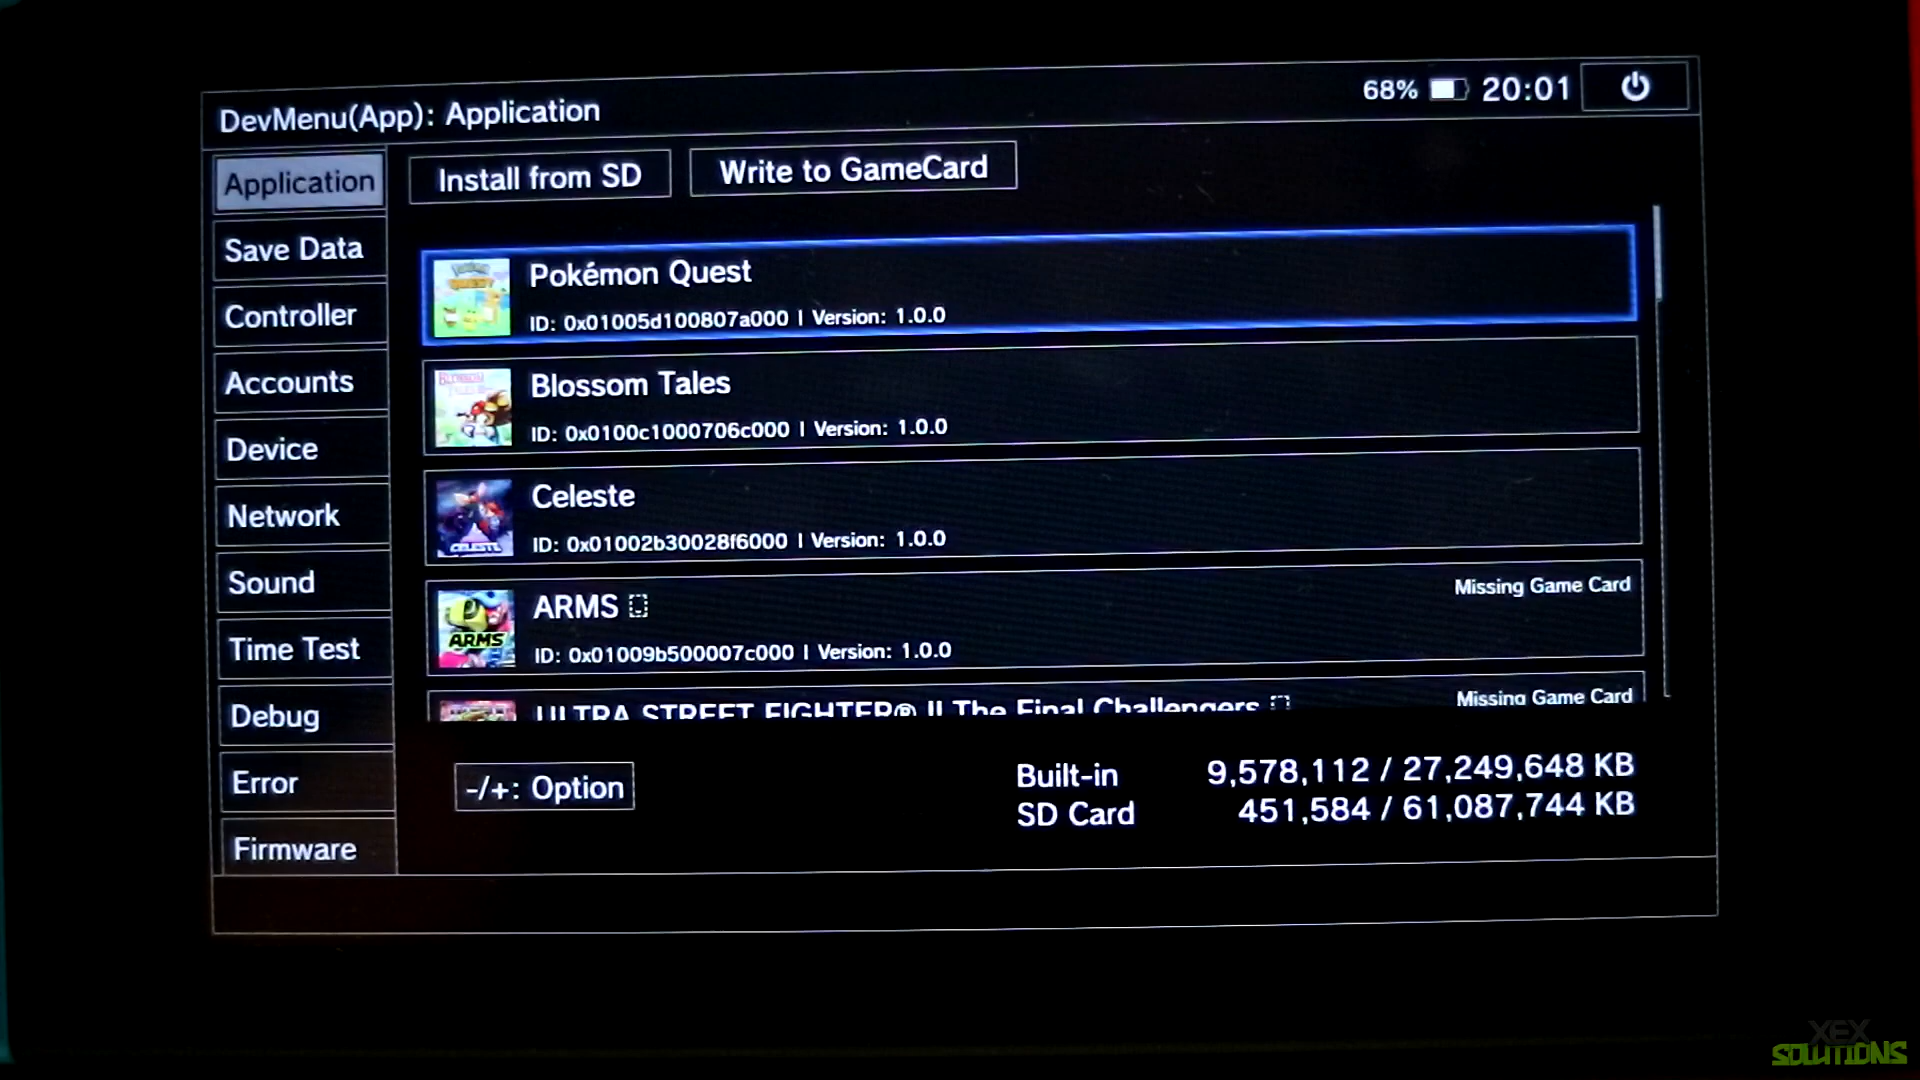 DevMenu(App): Application
68% 20:01
Application
Save Data
Controller
Accounts
Device
Network
Sound
Time Test
Debug
Error
Firmware
Install from SD
Write to GameCard
Pokémon Quest
ID: 0x01005d100807a000 | Version: 1.0.0
Blossom Tales
ID: 0x0100c1000706c000 | Version: 1.0.0
CELESTE
Celeste
ID: 0x01002b30028f6000 | Version: 1.0.0
ARMS
ARMS
Missing Game Card
ID: 0x01009b500007c000 | Version: 1.0.0
ULTRA STREET FIGHTER® II The Final Challengers
Missing Game Card
-/+: Option
Built-in 9,578,112 / 27,249,648 KB
SD Card 451,584 / 61,087,744 KB
XEX
SOLUTIONS